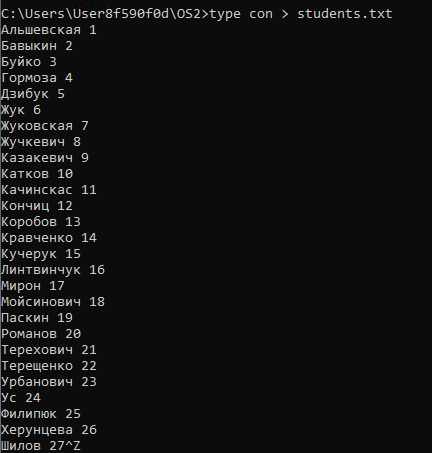 C:\Users\User8f590f0d\OS2>type con > students.txt
Альшевская 1
Бавыкин 2
Буйко 3
Гормоза 4
Дзибук 5
Жук 6
Жуковская 7
Жучкевич 8
Казакевич 9
Катков 10
Качинскас 11
Кончиц 12
Коробов 13
Кравченко 14
Кучерук 15
Линтвинчук 16
Мирон 17
Мойсинович 18
Паскин 19
Романов 20
Терехович 21
Терещенко 22
Урбанович 23
Ус 24
Филипюк 25
Херунцева 26
Шилов 27^Z